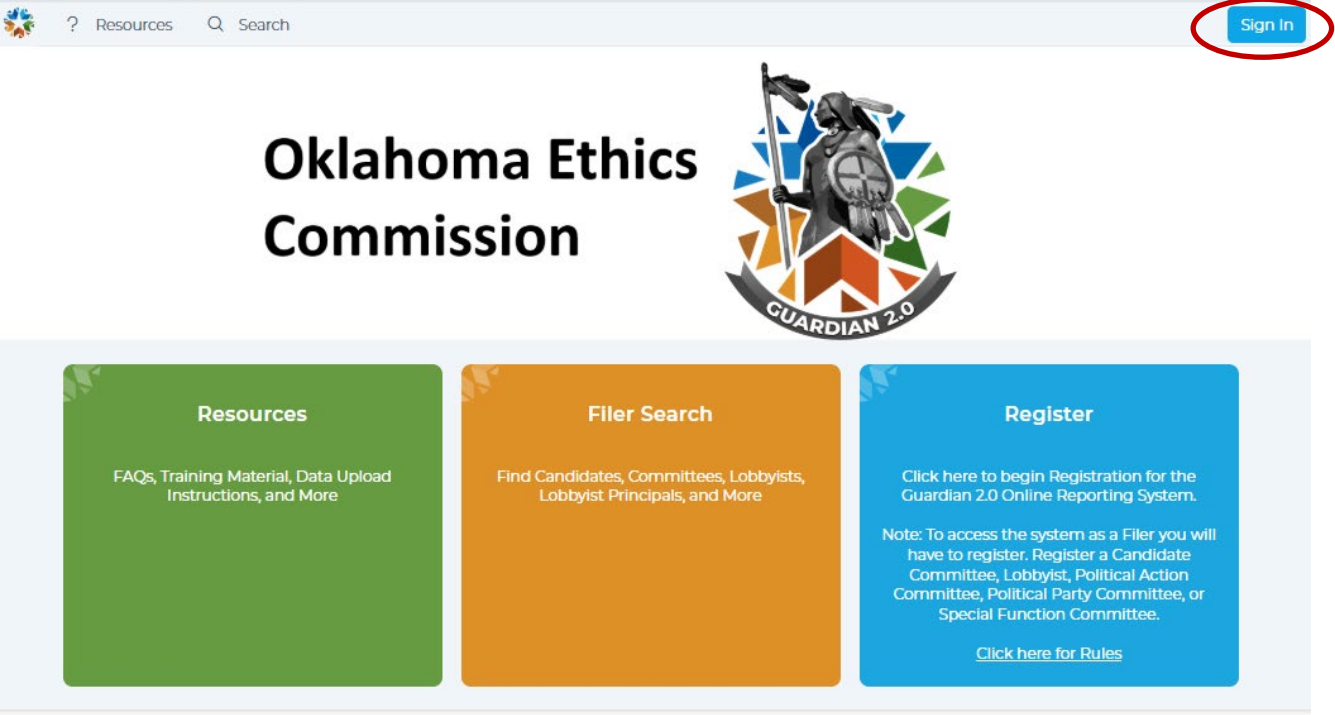 ? Resources Search Sign In
Oklahoma Ethics
Commission
GUARDIAN 2.0
Resources
FAQs, Training Material, Data Upload
Instructions, and More
Filer Search
Find Candidates, Committees, Lobbyists,
Lobbyist Principals, and More
Register
Click here to begin Registration for the
Guardian 2.0 Online Reporting System.
Note: To access the system as a Filer you will
have to register. Register a Candidate
Committee, Lobbyist, Political Action
Committee, Political Party Committee, or
Special Function Committee.
Click here for Rules